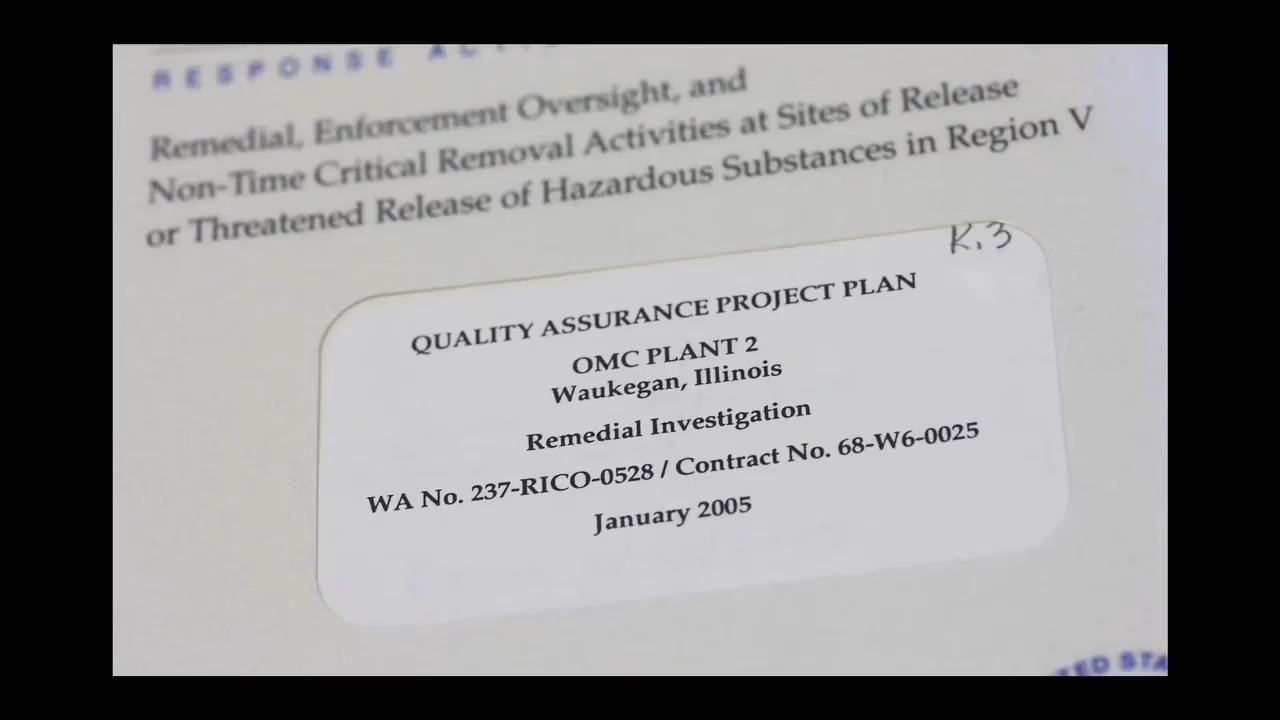 RESPONSE
Remedial, Enforcement Oversight, and
Non-Time Critical Removal Activities at Sites of Release
or Threatened Release of Hazardous Substances in Region V
K.3
QUALITY ASSURANCE PROJECT PLAN
OMC PLANT 2
Waukegan, Illinois
Remedial Investigation
WA No. 237-RICO-0528 / Contract No. 68-W6-0025
January 2005